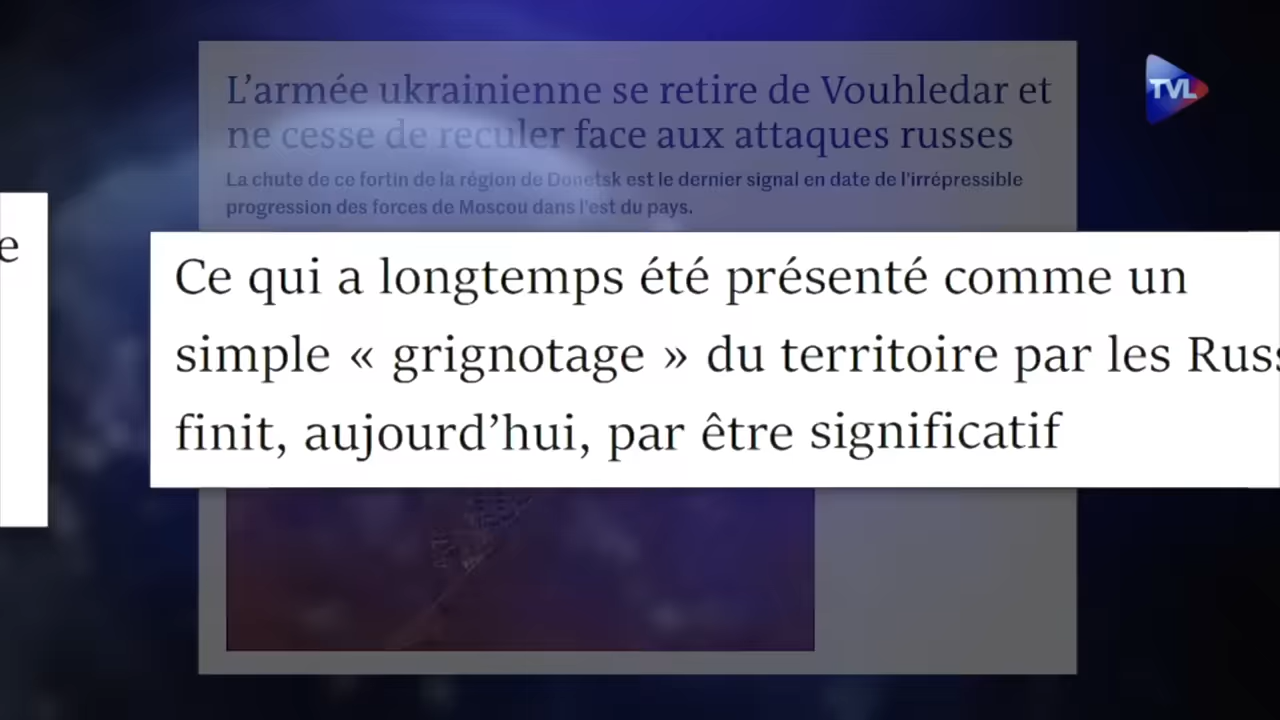 L’armée ukrainienne se retire de Vouhledar et
ne cesse de reculer face aux attaques russes
La chute de ce fortin de la région de Donetsk est le dernier signal en date de l'irrépressible
progression des forces de Moscou dans l'est du pays.
TVL
e
Ce qui a longtemps été présenté comme un
simple « grignotage » du territoire par les Russ
finit, aujourd’hui, par être significatif